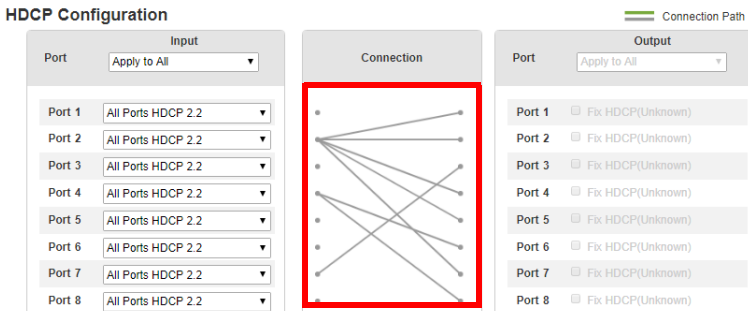 HDCP Configuration
Connection Path
Input
Port
Apply to All
Connection
Output
Port
Apply to All
Port 1 All Ports HDCP 2.2 Port 1 Fix HDCP(Unknown)
Port 2 All Ports HDCP 2.2 Port 2 Fix HDCP(Unknown)
Port 3 All Ports HDCP 2.2 Port 3 Fix HDCP(Unknown)
Port 4 All Ports HDCP 2.2 Port 4 Fix HDCP(Unknown)
Port 5 All Ports HDCP 2.2 Port 5 Fix HDCP(Unknown)
Port 6 All Ports HDCP 2.2 Port 6 Fix HDCP(Unknown)
Port 7 All Ports HDCP 2.2 Port 7 Fix HDCP(Unknown)
Port 8 All Ports HDCP 2.2 Port 8 Fix HDCP(Unknown)